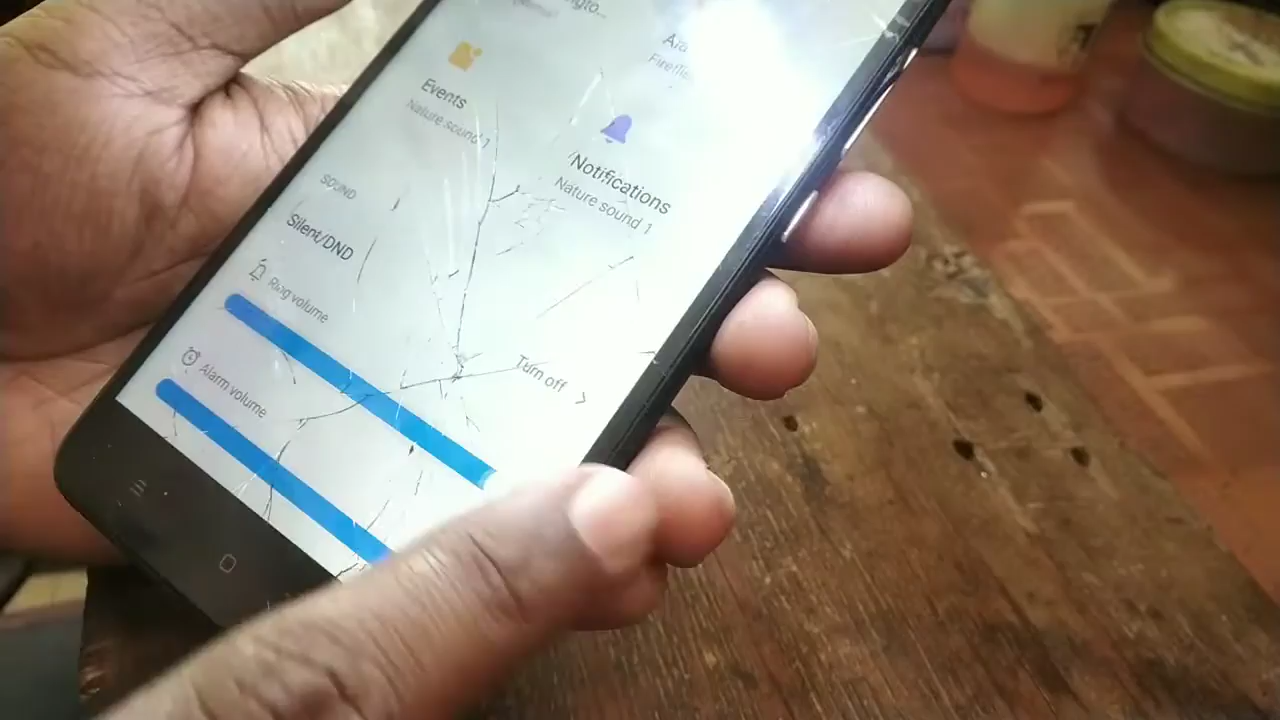 Events
Nature sound 1
Notifications
Nature sound 1
SOUND
Silent/DND
Turn off
Ring volume
Alarm volume